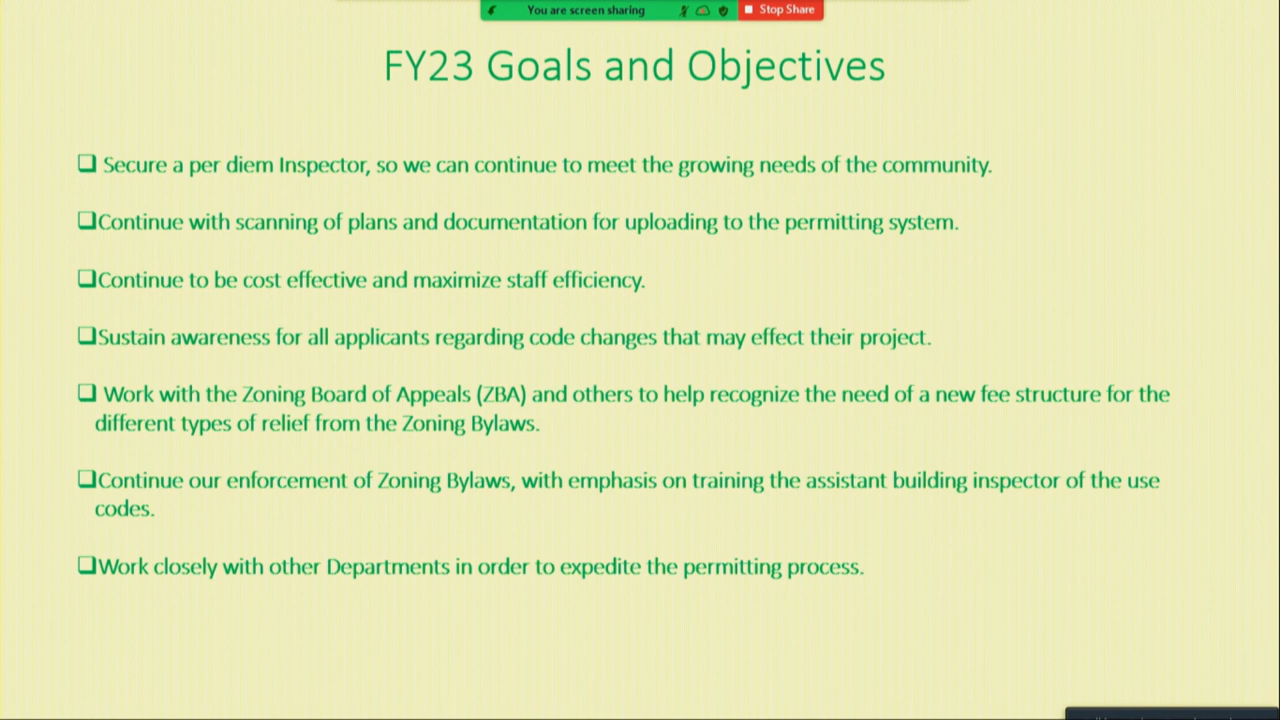 You are screen sharing
Stop Share
FY23 Goals and Objectives
Secure a per diem Inspector, so we can continue to meet the growing needs of the community.
Continue with scanning of plans and documentation for uploading to the permitting system.
Continue to be cost effective and maximize staff efficiency.
Sustain awareness for all applicants regarding code changes that may effect their project.
Work with the Zoning Board of Appeals (ZBA) and others to help recognize the need of a new fee structure for the
different types of relief from the Zoning Bylaws.
Continue our enforcement of Zoning Bylaws, with emphasis on training the assistant building inspector of the use
codes.
Work closely with other Departments in order to expedite the permitting process.